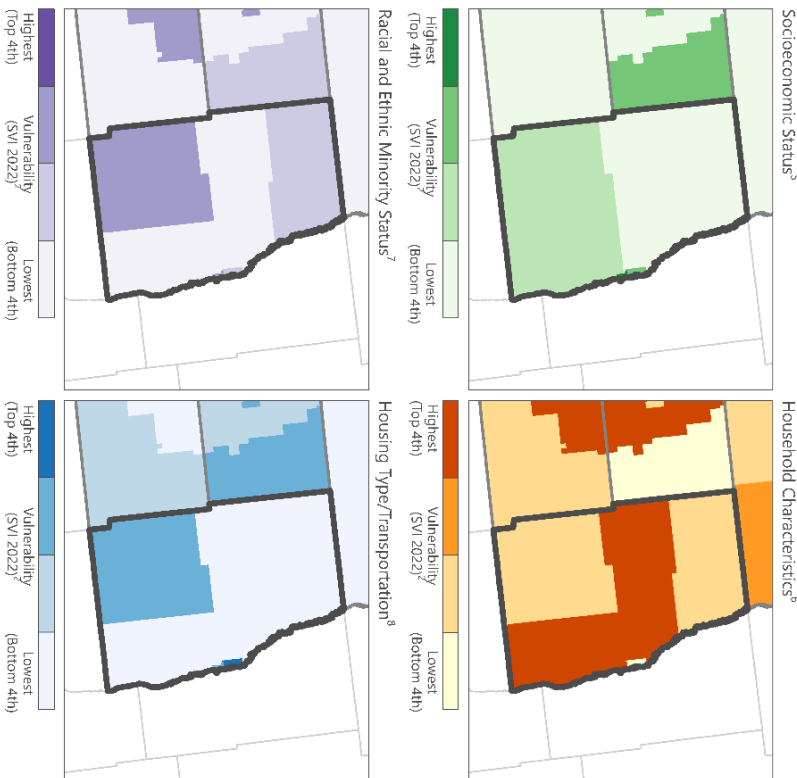 Socioeconomic Status⁵
Highest
(Top 4th)
Vulnerability
(SVI 2022)²
Lowest
(Bottom 4th)
Household Characteristics⁶
Highest
(Top 4th)
Vulnerability
(SVI 2022)²
Lowest
(Bottom 4th)
Racial and Ethnic Minority Status⁷
Highest
(Top 4th)
Vulnerability
(SVI 2022)²
Lowest
(Bottom 4th)
Housing Type/Transportation⁸
Highest
(Top 4th)
Vulnerability
(SVI 2022)²
Lowest
(Bottom 4th)